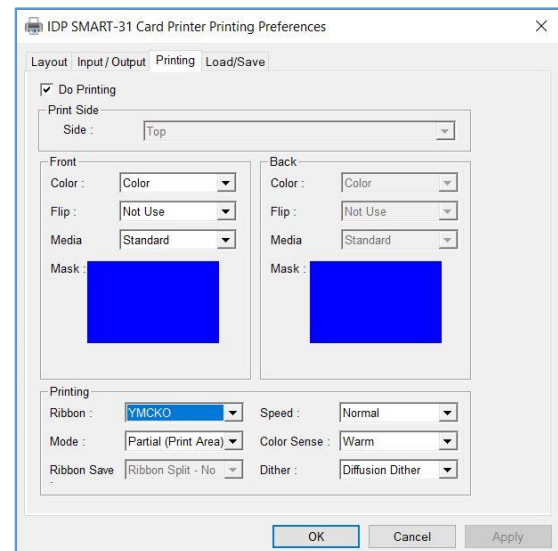 IDP SMART-31 Card Printer Printing Preferences
Layout Input / Output Printing Load/Save
Do Printing
Print Side
Side : Top
Front Back
Color : Color Color : Color
Flip : Not Use Flip : Not Use
Media Standard Media Standard
Mask : Mask :
Printing
Ribbon : YMCKO Speed : Normal
Mode : Partial (Print Area) Color Sense : Warm
Ribbon Save Ribbon Split - No Dither : Diffusion Dither
OK Cancel Apply